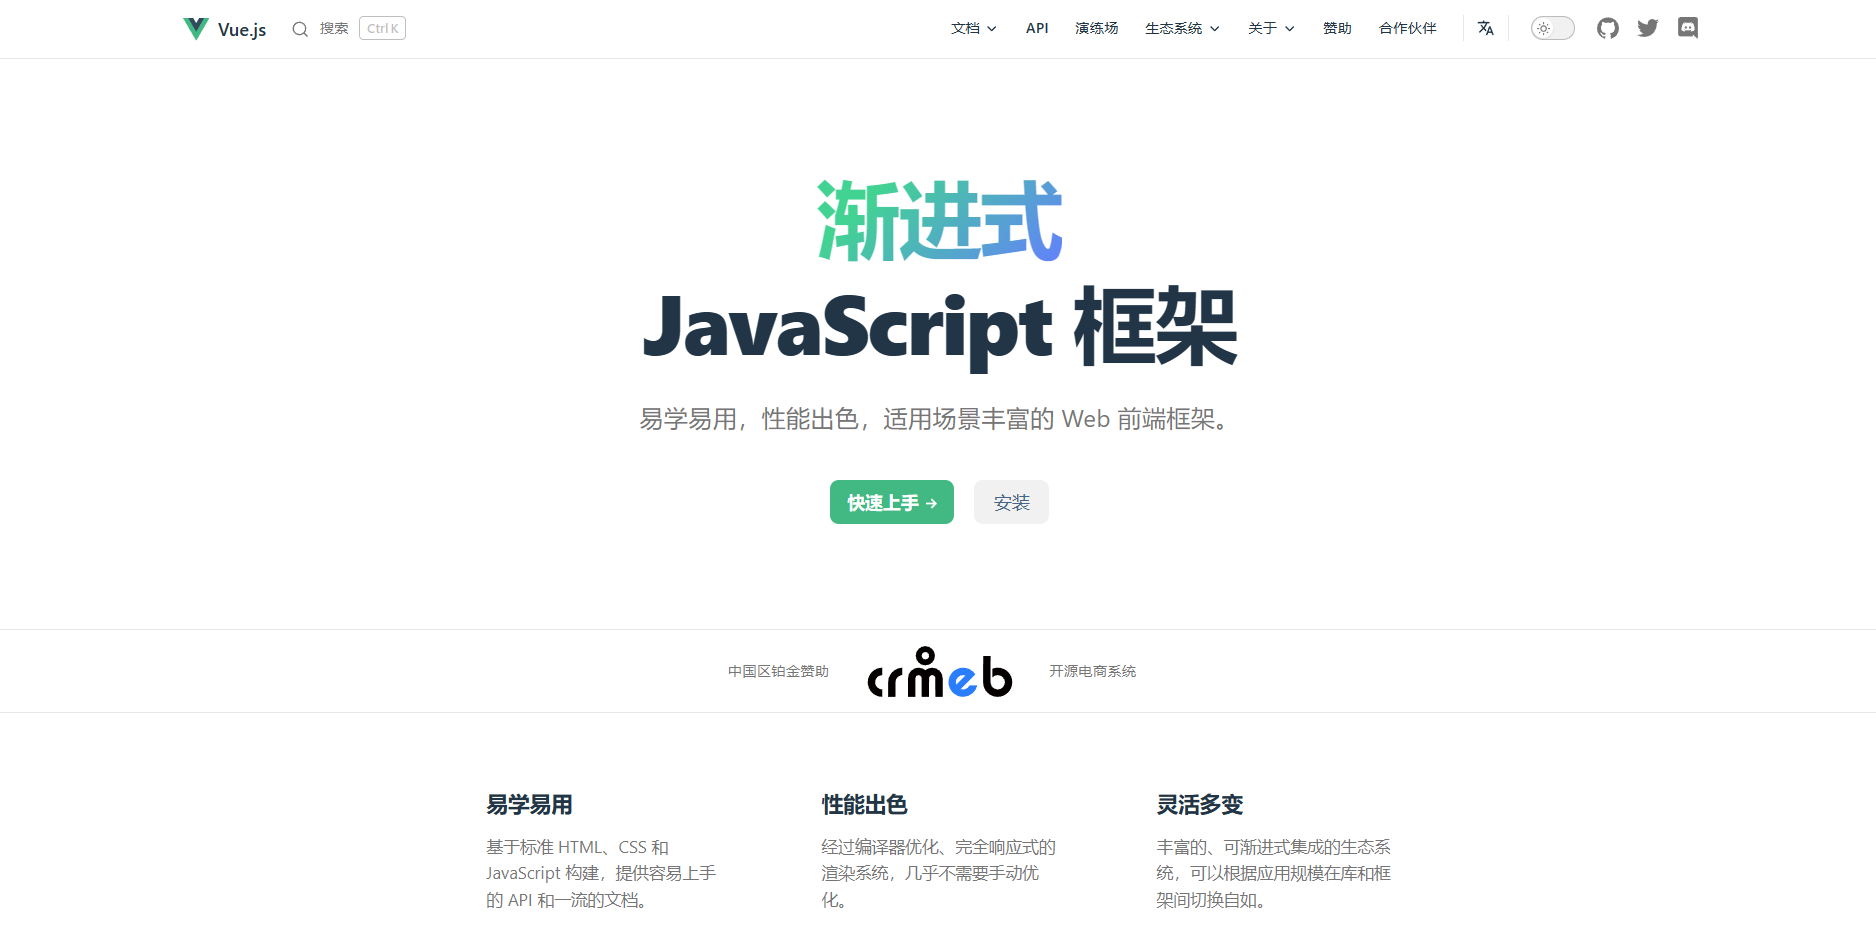 Vue.js 搜索 Ctrl K 文档 API 演练场 生态系统 关于 赞助 合作伙伴
渐进式
JavaScript 框架
易学易用，性能出色，适用场景丰富的 Web 前端框架。
快速上手 → 安装
中国区铂金赞助 crmeb 开源电商系统
易学易用
基于标准 HTML、CSS 和
JavaScript 构建，提供容易上手
的 API 和一流的文档。
性能出色
经过编译器优化、完全响应式的
渲染系统，几乎不需要手动优
化。
灵活多变
丰富的、可渐进式集成的生态系
统，可以根据应用规模在库和框
架间切换自如。